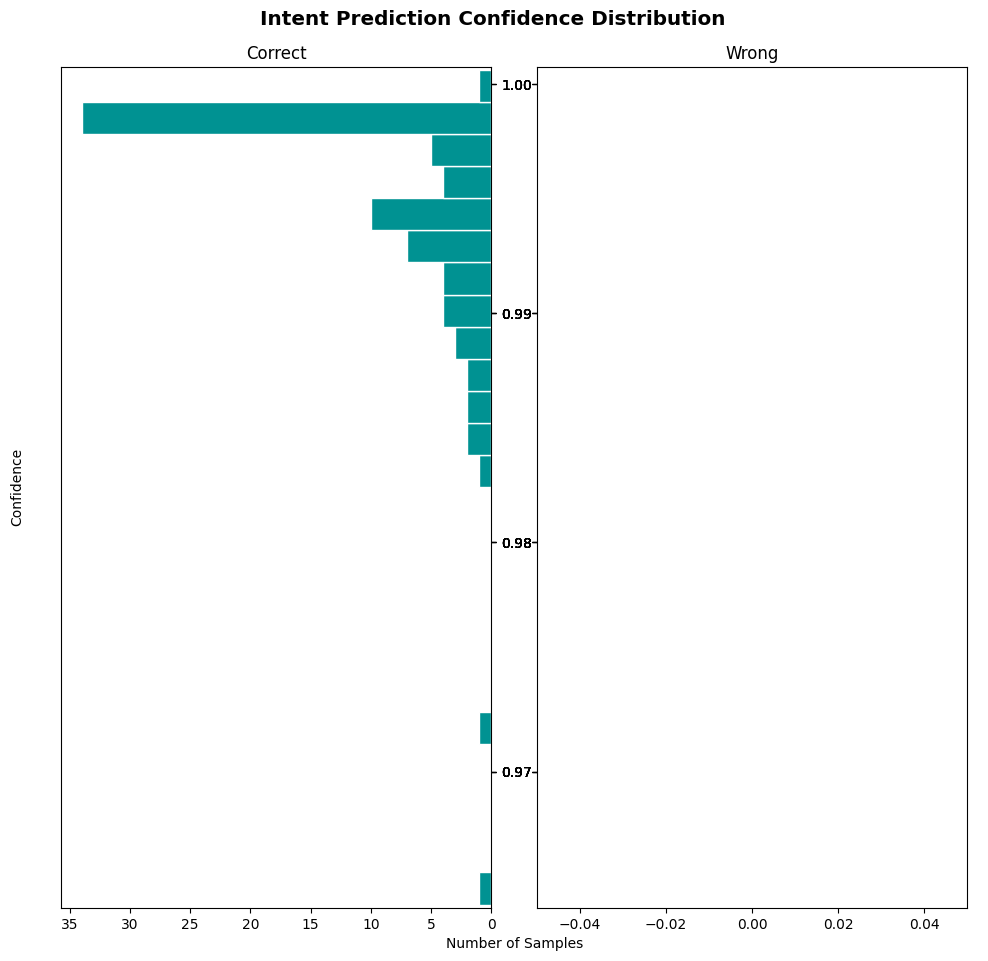 Intent Prediction Confidence Distribution
Correct
Wrong
1.00
0.99
0.98
0.97
Confidence
35 30 25 20 15 10 5 0
−0.04 −0.02 0.00 0.02 0.04
Number of Samples